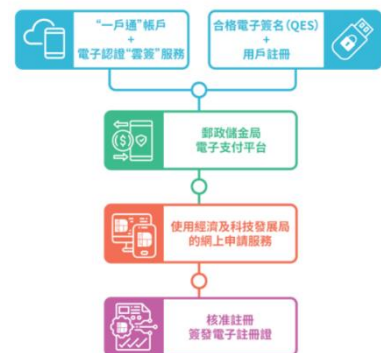 “一戶通”帳戶
+
電子認證“雲簽”服務
合格電子簽名(QES)
+
用戶註冊
郵政儲金局
電子支付平台
使用經濟及科技發展局
的網上申請服務
核准註冊
簽發電子註冊證